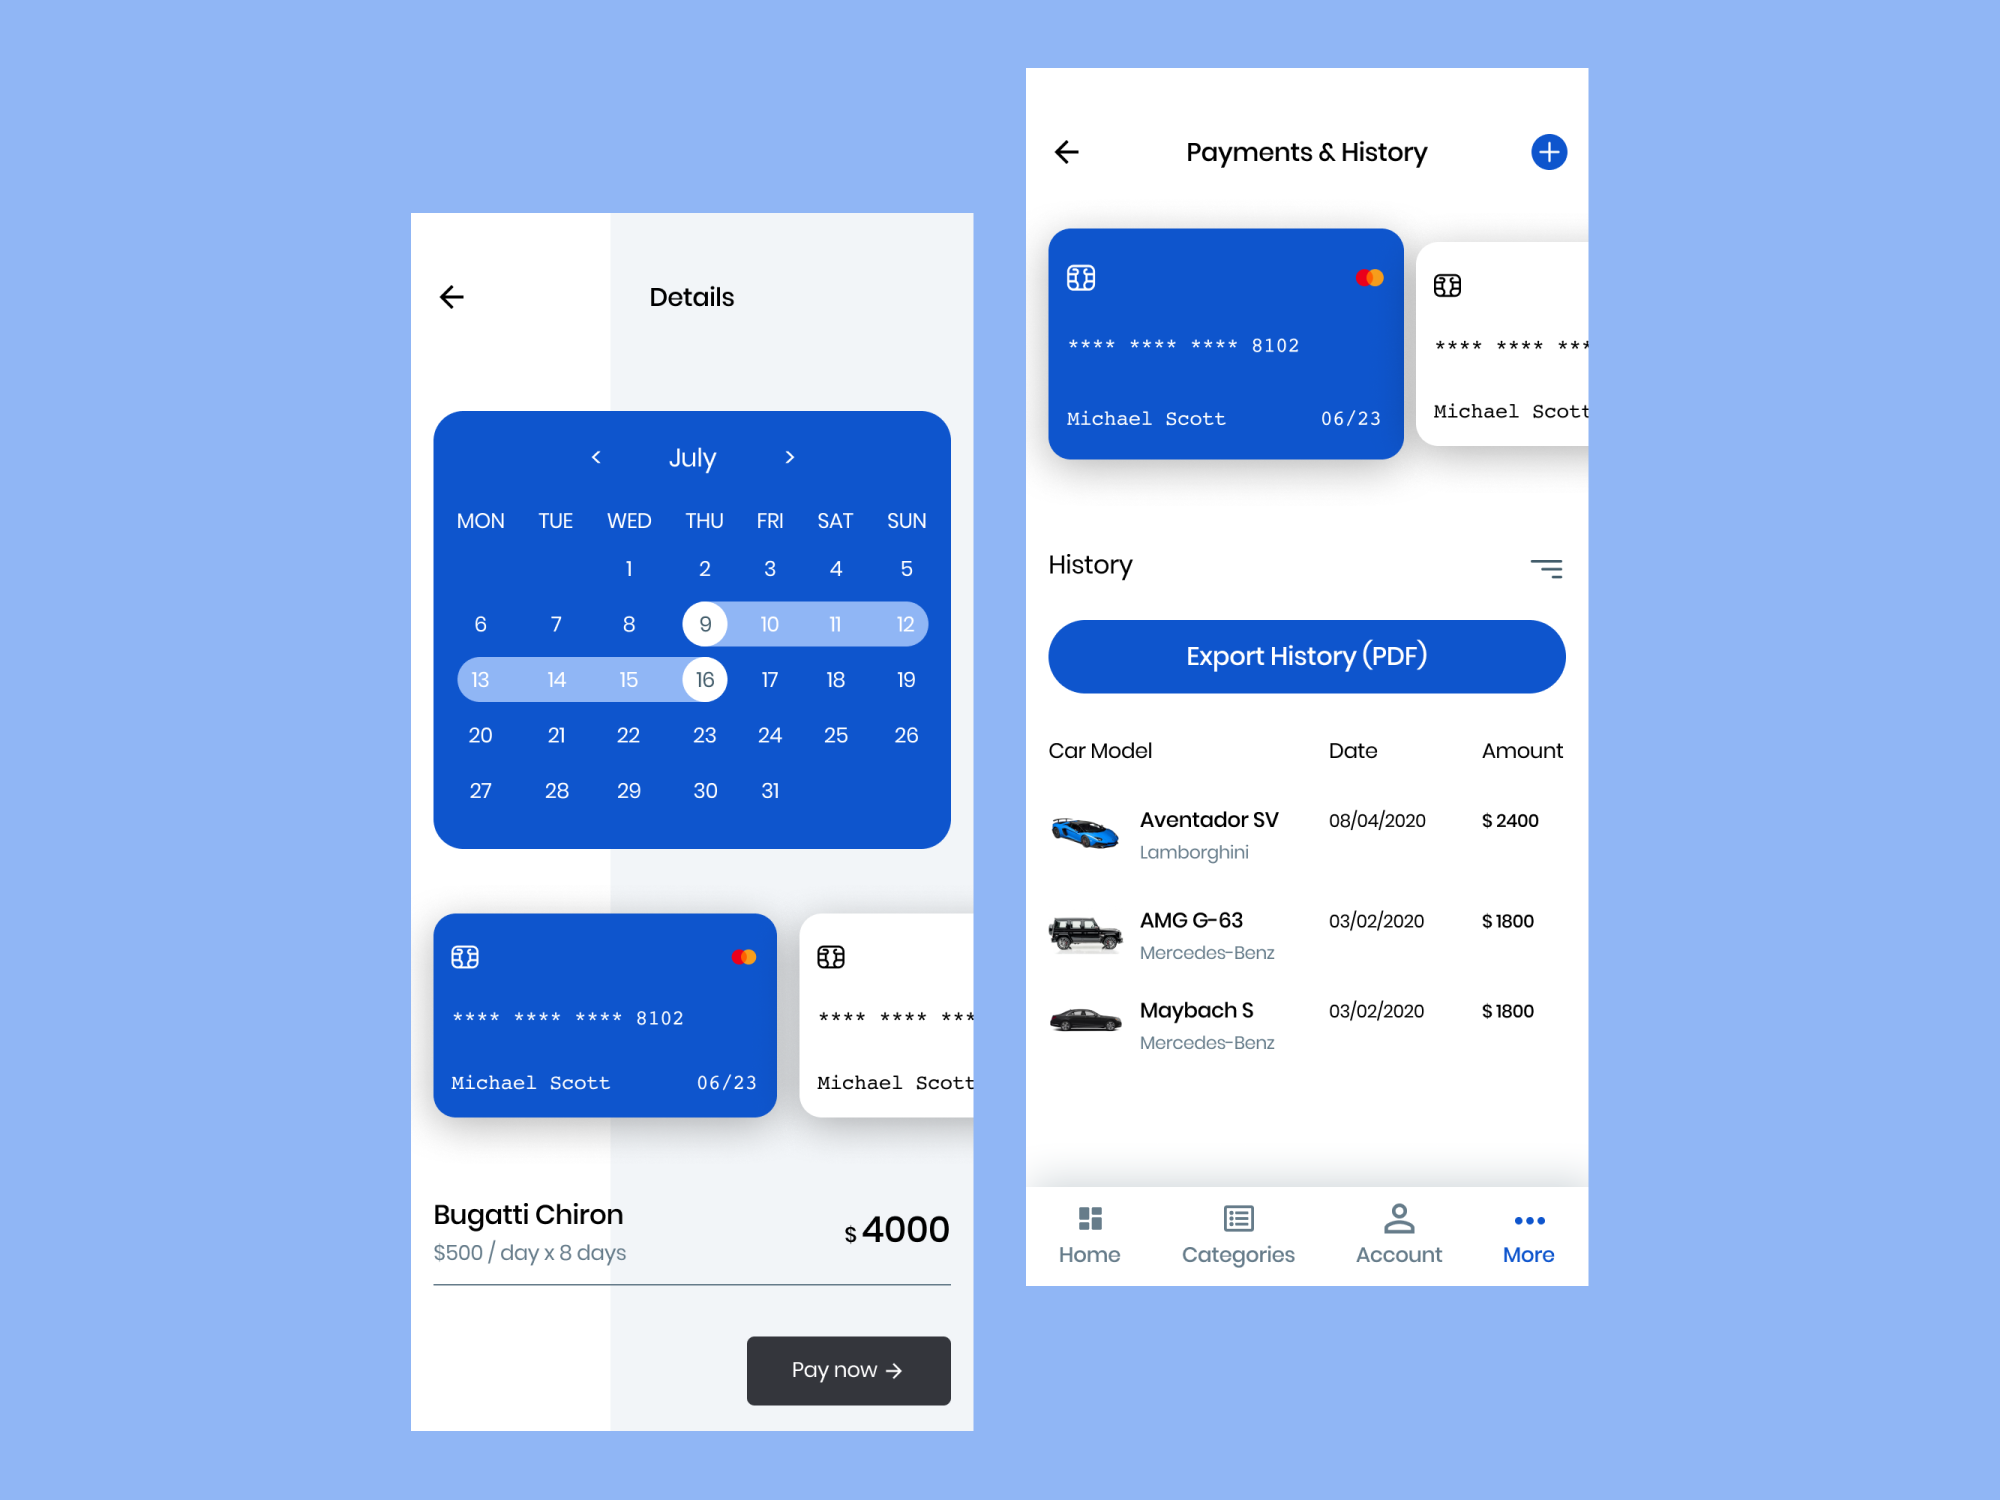 Details
< July >
MON TUE WED THU FRI SAT SUN
1 2 3 4 5
6 7 8 9 10 11 12
13 14 15 16 17 18 19
20 21 22 23 24 25 26
27 28 29 30 31
**** **** **** 8102
Michael Scott 06/23
**** **** ***
Michael Scott
Bugatti Chiron
$500 / day x 8 days
$ 4000
Pay now →
Payments & History
**** **** **** 8102
Michael Scott 06/23
**** **** ***
Michael Scott
History
Export History (PDF)
Car Model Date Amount
Aventador SV 08/04/2020 $ 2400
Lamborghini
AMG G-63 03/02/2020 $ 1800
Mercedes-Benz
Maybach S 03/02/2020 $ 1800
Mercedes-Benz
Home Categories Account More